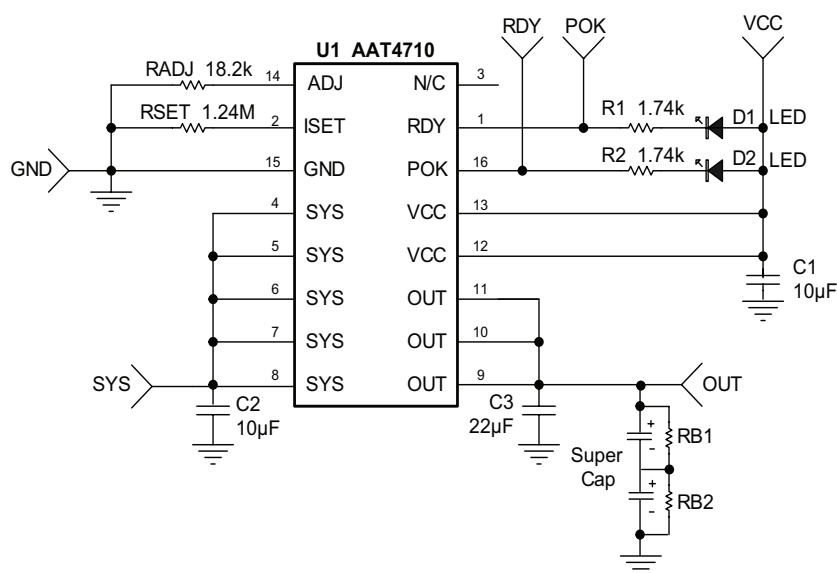 RDY POK VCC
U1 AAT4710
RADJ 18.2k 14 ADJ N/C 3
RSET 1.24M 2 ISET RDY 1 R1 1.74k D1 LED
GND 15 GND POK 16 R2 1.74k D2 LED
4 SYS VCC 13
5 SYS VCC 12
C1
10µF
6 SYS OUT 11
7 SYS OUT 10
SYS 8 SYS OUT 9 OUT
C2
10µF
C3
22µF
+
-
RB1
Super
Cap
+
-
RB2